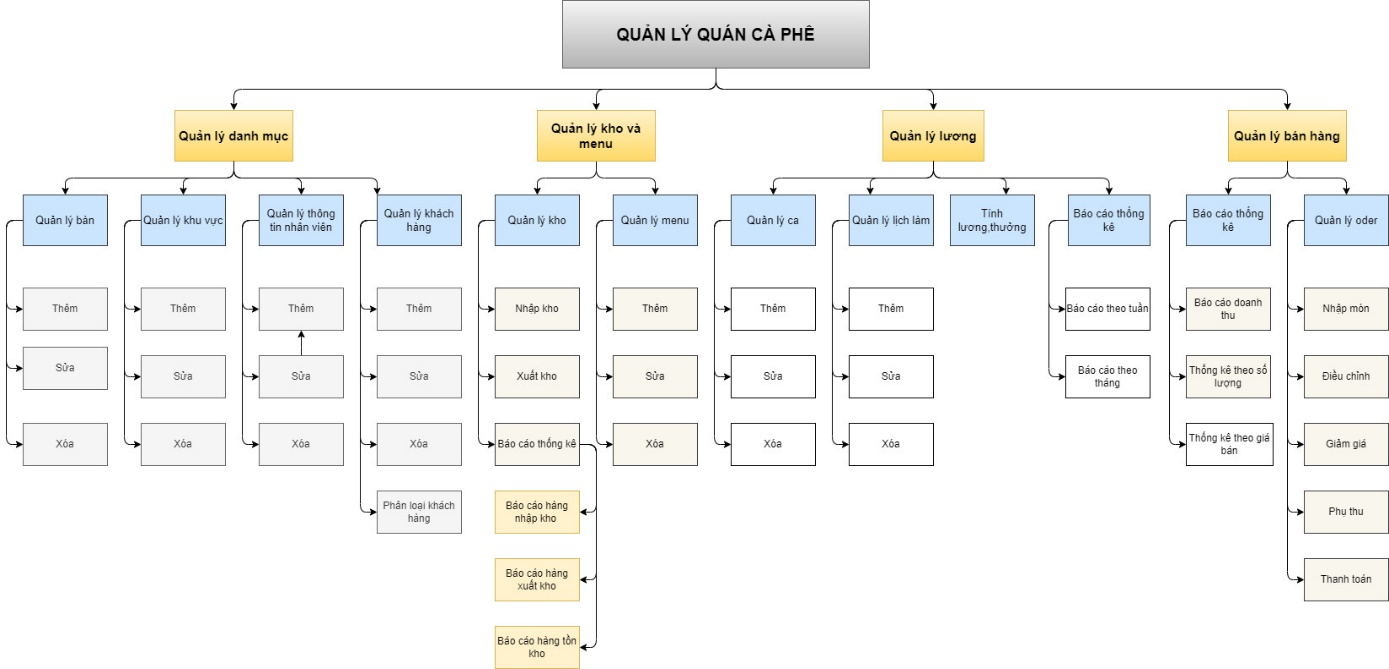 QUẢN LÝ QUÁN CÀ PHÊ
Quản lý danh mục
Quản lý kho và
menu
Quản lý lương
Quản lý bán hàng
Quản lý bàn
Quản lý khu vực
Quản lý thông
tin nhân viên
Quản lý khách
hàng
Quản lý kho
Quản lý menu
Quản lý ca
Quản lý lịch làm
Tính
lương,thưởng
Báo cáo thống
kê
Báo cáo thống
kê
Quản lý oder
Thêm
Thêm
Thêm
Thêm
Nhập kho
Thêm
Thêm
Thêm
Báo cáo theo tuần
Báo cáo doanh
thu
Nhập món
Sửa
Sửa
Sửa
Sửa
Xuất kho
Sửa
Sửa
Sửa
Báo cáo theo
tháng
Thống kê theo số
lượng
Điều chỉnh
Xóa
Xóa
Xóa
Xóa
Báo cáo thống kê
Xóa
Xóa
Xóa
Thống kê theo giá
bán
Giảm giá
Phân loại khách
hàng
Báo cáo hàng
nhập kho
Phụ thu
Báo cáo hàng
xuất kho
Thanh toán
Báo cáo hàng tồn
kho